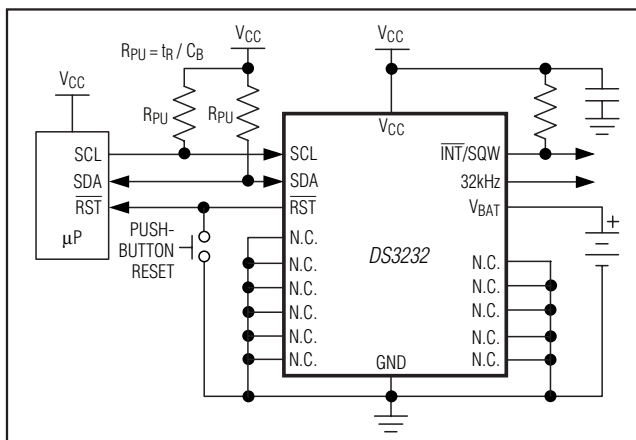 RPU = tR / CB
VCC
VCC
VCC
RPU
RPU
VCC
SCL
SCL
INT/SQW
SDA
SDA
32kHz
RST
RST
VBAT
μP
PUSH-
BUTTON
RESET
+
N.C.
DS3232
N.C.
N.C.
N.C.
N.C.
N.C.
N.C.
N.C.
N.C.
N.C.
N.C.
GND